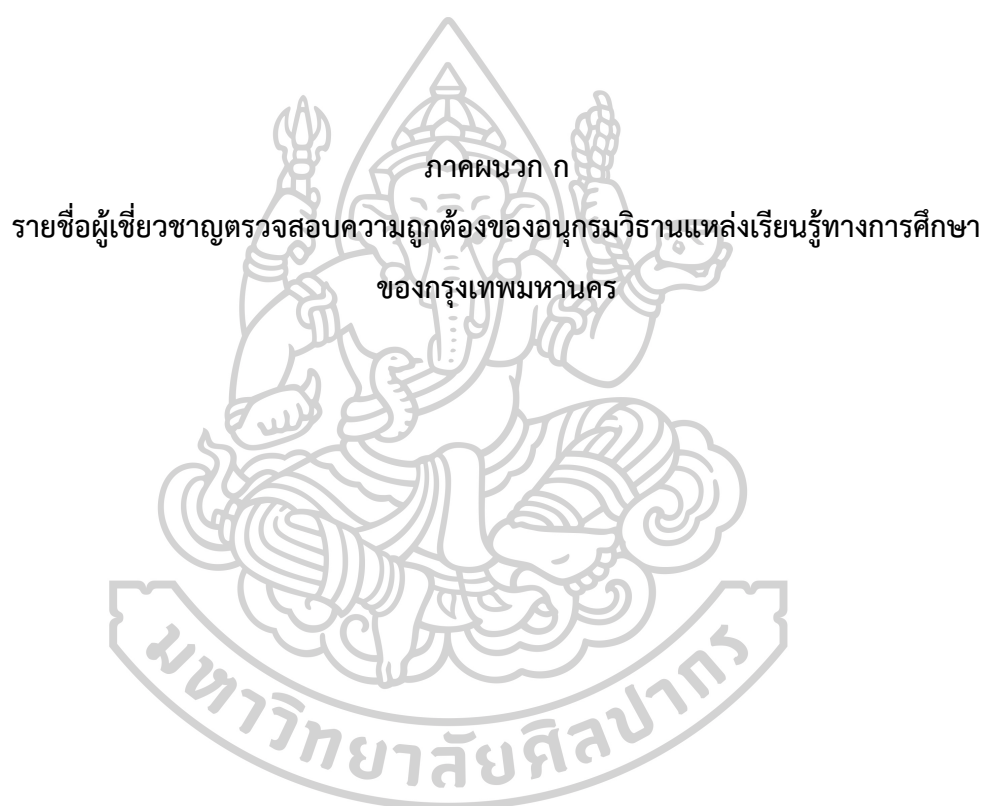 ภาคผนวก ก
รายชื่อผู้เชี่ยวชาญตรวจสอบความถูกต้องของอนุกรมวิธานแหล่งเรียนรู้ทางการศึกษา
ของกรุงเทพมหานคร
มหาวิทยาลัยศิลปากร